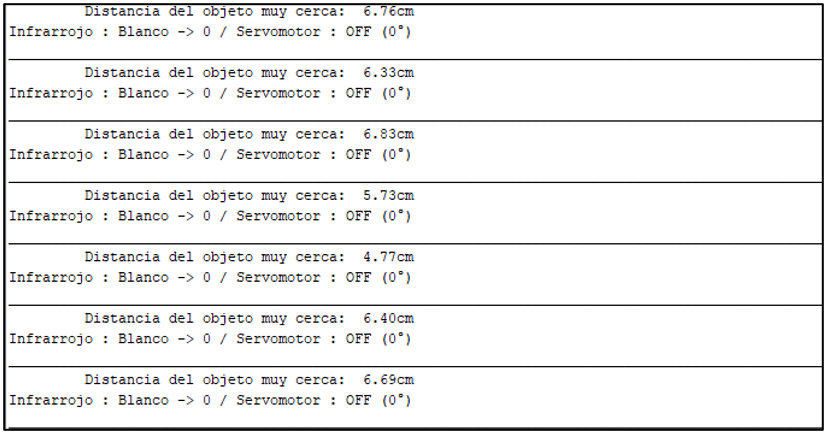 Distancia del objeto muy cerca:  6.76cm
Infrarrojo : Blanco -> 0 / Servomotor : OFF (0°)
Distancia del objeto muy cerca:  6.33cm
Infrarrojo : Blanco -> 0 / Servomotor : OFF (0°)
Distancia del objeto muy cerca:  6.83cm
Infrarrojo : Blanco -> 0 / Servomotor : OFF (0°)
Distancia del objeto muy cerca:  5.73cm
Infrarrojo : Blanco -> 0 / Servomotor : OFF (0°)
Distancia del objeto muy cerca:  4.77cm
Infrarrojo : Blanco -> 0 / Servomotor : OFF (0°)
Distancia del objeto muy cerca:  6.40cm
Infrarrojo : Blanco -> 0 / Servomotor : OFF (0°)
Distancia del objeto muy cerca:  6.69cm
Infrarrojo : Blanco -> 0 / Servomotor : OFF (0°)